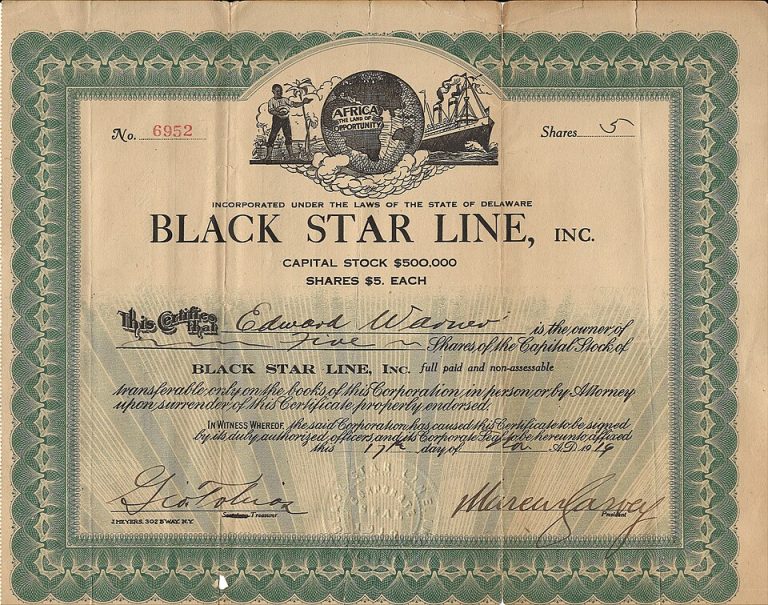 AFRICA
THE LAND OF
OPPORTUNITY
No. 6952
Shares 5
INCORPORATED UNDER THE LAWS OF THE STATE OF DELAWARE
BLACK STAR LINE, INC.
CAPITAL STOCK $500,000
SHARES $5. EACH
This Certifies that Edward Warner is the owner of
five Shares of the Capital Stock of
BLACK STAR LINE, INC. full paid and non-assessable
transferable only on the books of this Corporation in person or by Attorney
upon surrender of this Certificate properly endorsed.
IN WITNESS WHEREOF, the said Corporation has caused this Certificate to be signed
by its duly authorized officers and its Corporate Seal to be hereunto affixed
this 17th day of A.D. 1919
Geo Tobias
Marcus Garvey
Secretary-Treasurer
President
J MEYERS, 302 B'WAY, N.Y.